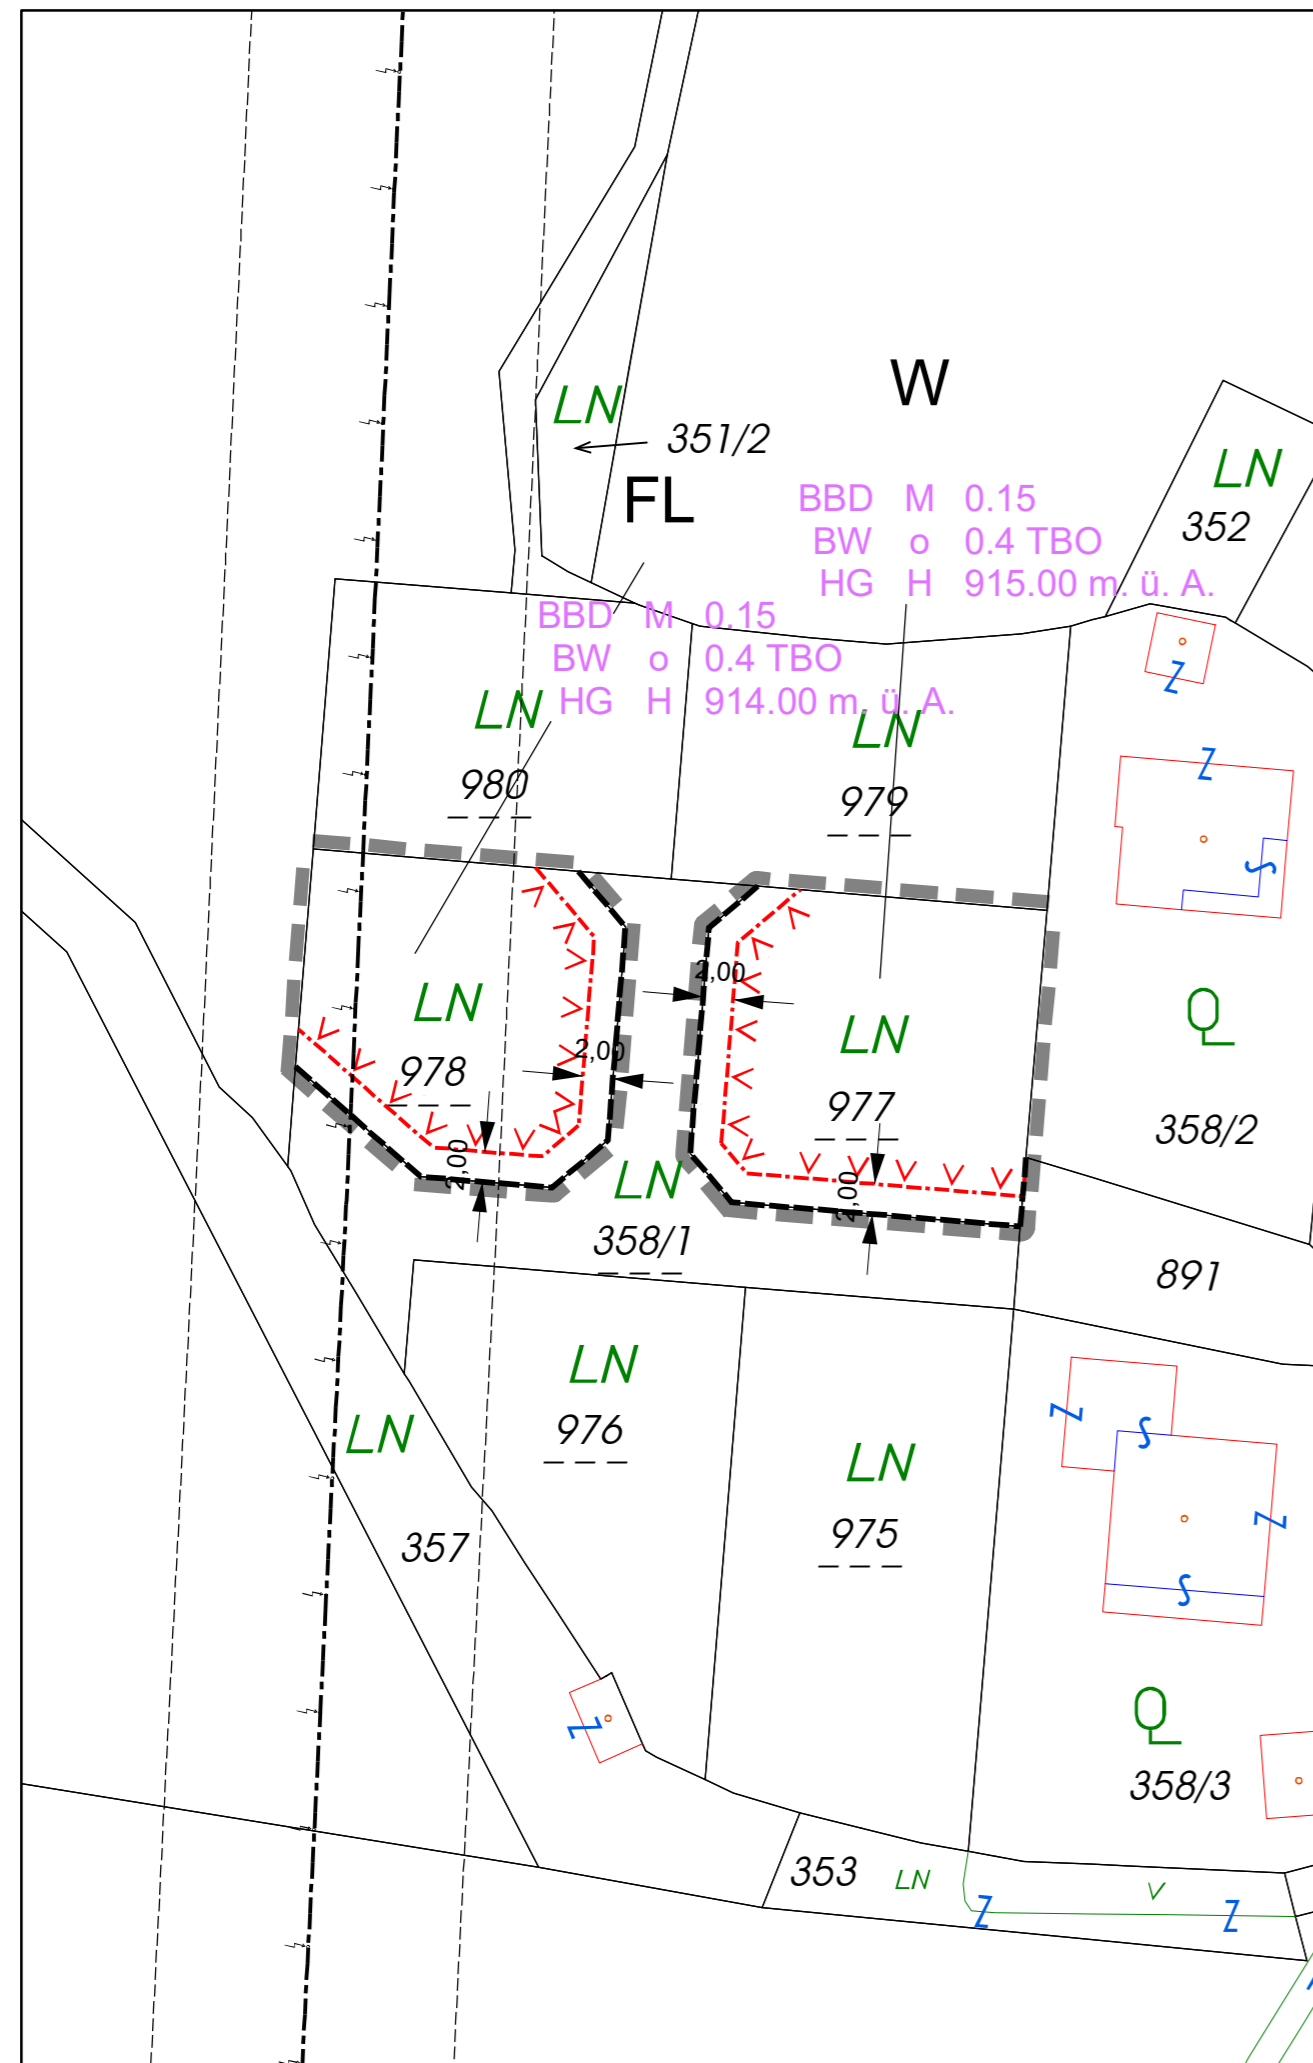 W
LN
351/2
LN
352
FL
BBD M 0.15
BW o 0.4 TBO
HG H 915.00 m. ü. A.
BBD M 0.15
BW o 0.4 TBO
HG H 914.00 m. ü. A.
Z
LN
LN
980
979
Z
S
2,00
LN
LN
2,00
978
977
358/2
2,00
2,00
LN
358/1
891
LN
976
LN
LN
975
357
Z
S
Z
S
Z
358/3
353
LN
Z
Z